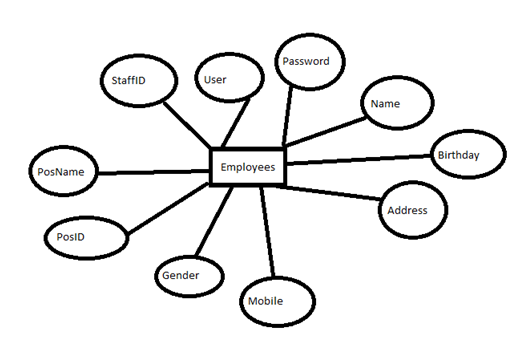 Password
User
StaffID
Name
Birthday
Employees
PosName
Address
PosID
Gender
Mobile